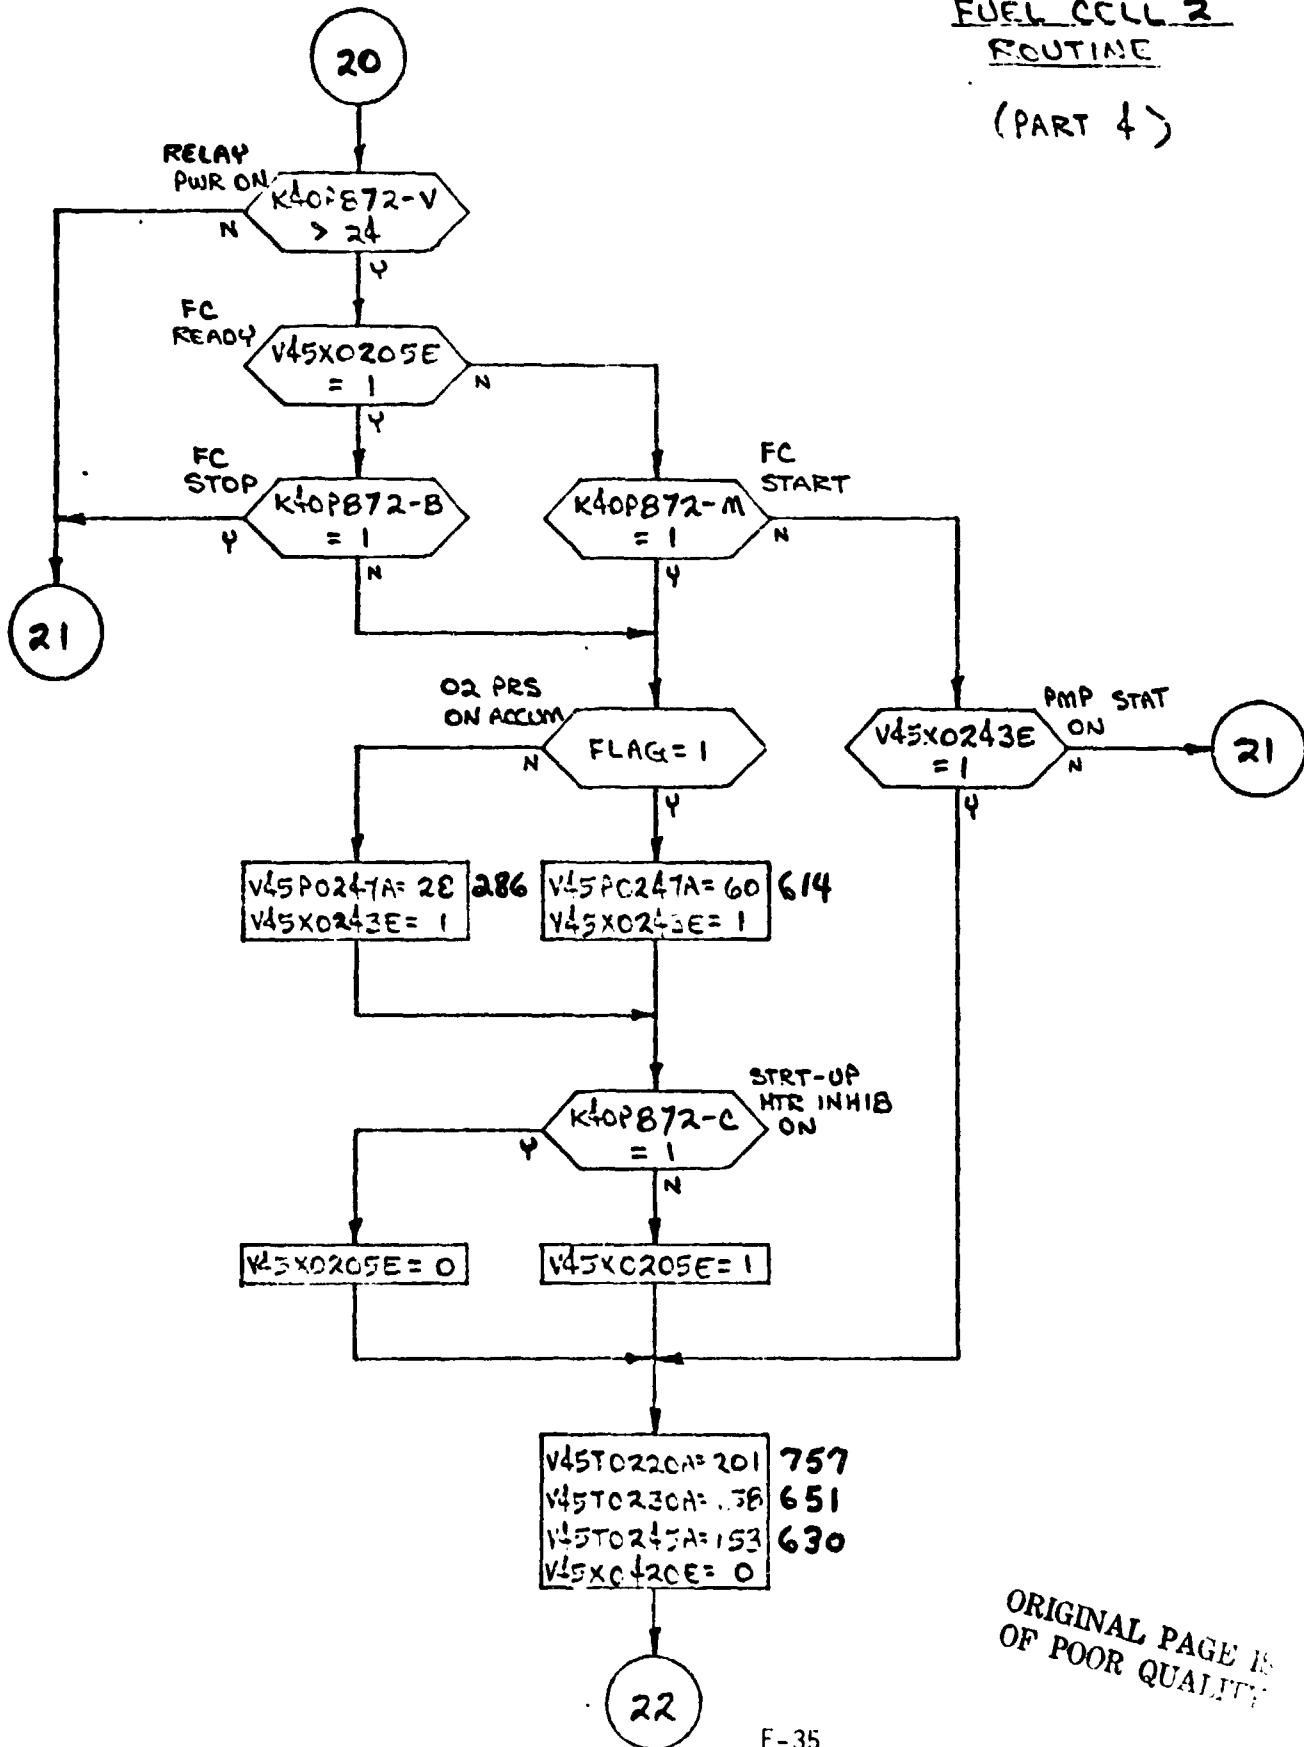 FUEL CELL 2
ROUTINE
(PART 4)
20
RELAY
PWR ON
K40P872-V
> 24
N
Y
FC
READY
V45X0205E
= 1
N
Y
FC
STOP
K40P872-B
= 1
Y
N
FC
START
K40P872-M
= 1
N
Y
21
O2 PRS
ON ACCUM
FLAG = 1
N
Y
PMP STAT
ON
V45X0243E
= 1
N
Y
21
V45P0247A= 28 286
V45X0243E= 1
V45P0247A= 60 614
V45X0243E= 1
STRT-UP
HTR INHIB
ON
K40P872-C
= 1
Y
N
V45X0205E = 0
V45X0205E = 1
V45T0220A= 201 757
V45T0230A= 651
V45T0245A= 153 630
V45X0420E= 0
22
ORIGINAL PAGE IS
OF POOR QUALITY
F-35